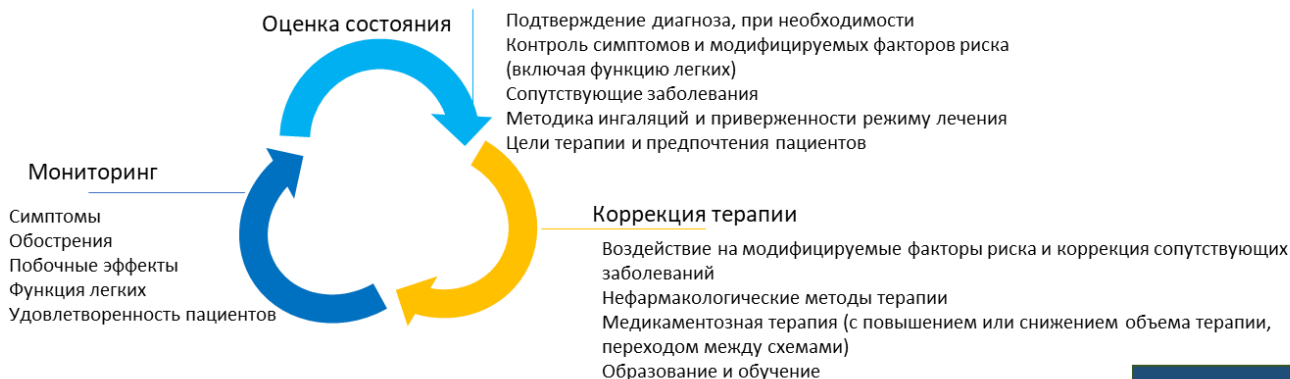 Оценка состояния
Подтверждение диагноза, при необходимости
Контроль симптомов и модифицируемых факторов риска
(включая функцию легких)
Сопутствующие заболевания
Методика ингаляций и приверженности режиму лечения
Цели терапии и предпочтения пациентов
Мониторинг
Симптомы
Обострения
Побочные эффекты
Функция легких
Удовлетворенность пациентов
Коррекция терапии
Воздействие на модифицируемые факторы риска и коррекция сопутствующих
заболеваний
Нефармакологические методы терапии
Медикаментозная терапия (с повышением или снижением объема терапии,
переходом между схемами)
Образование и обучение